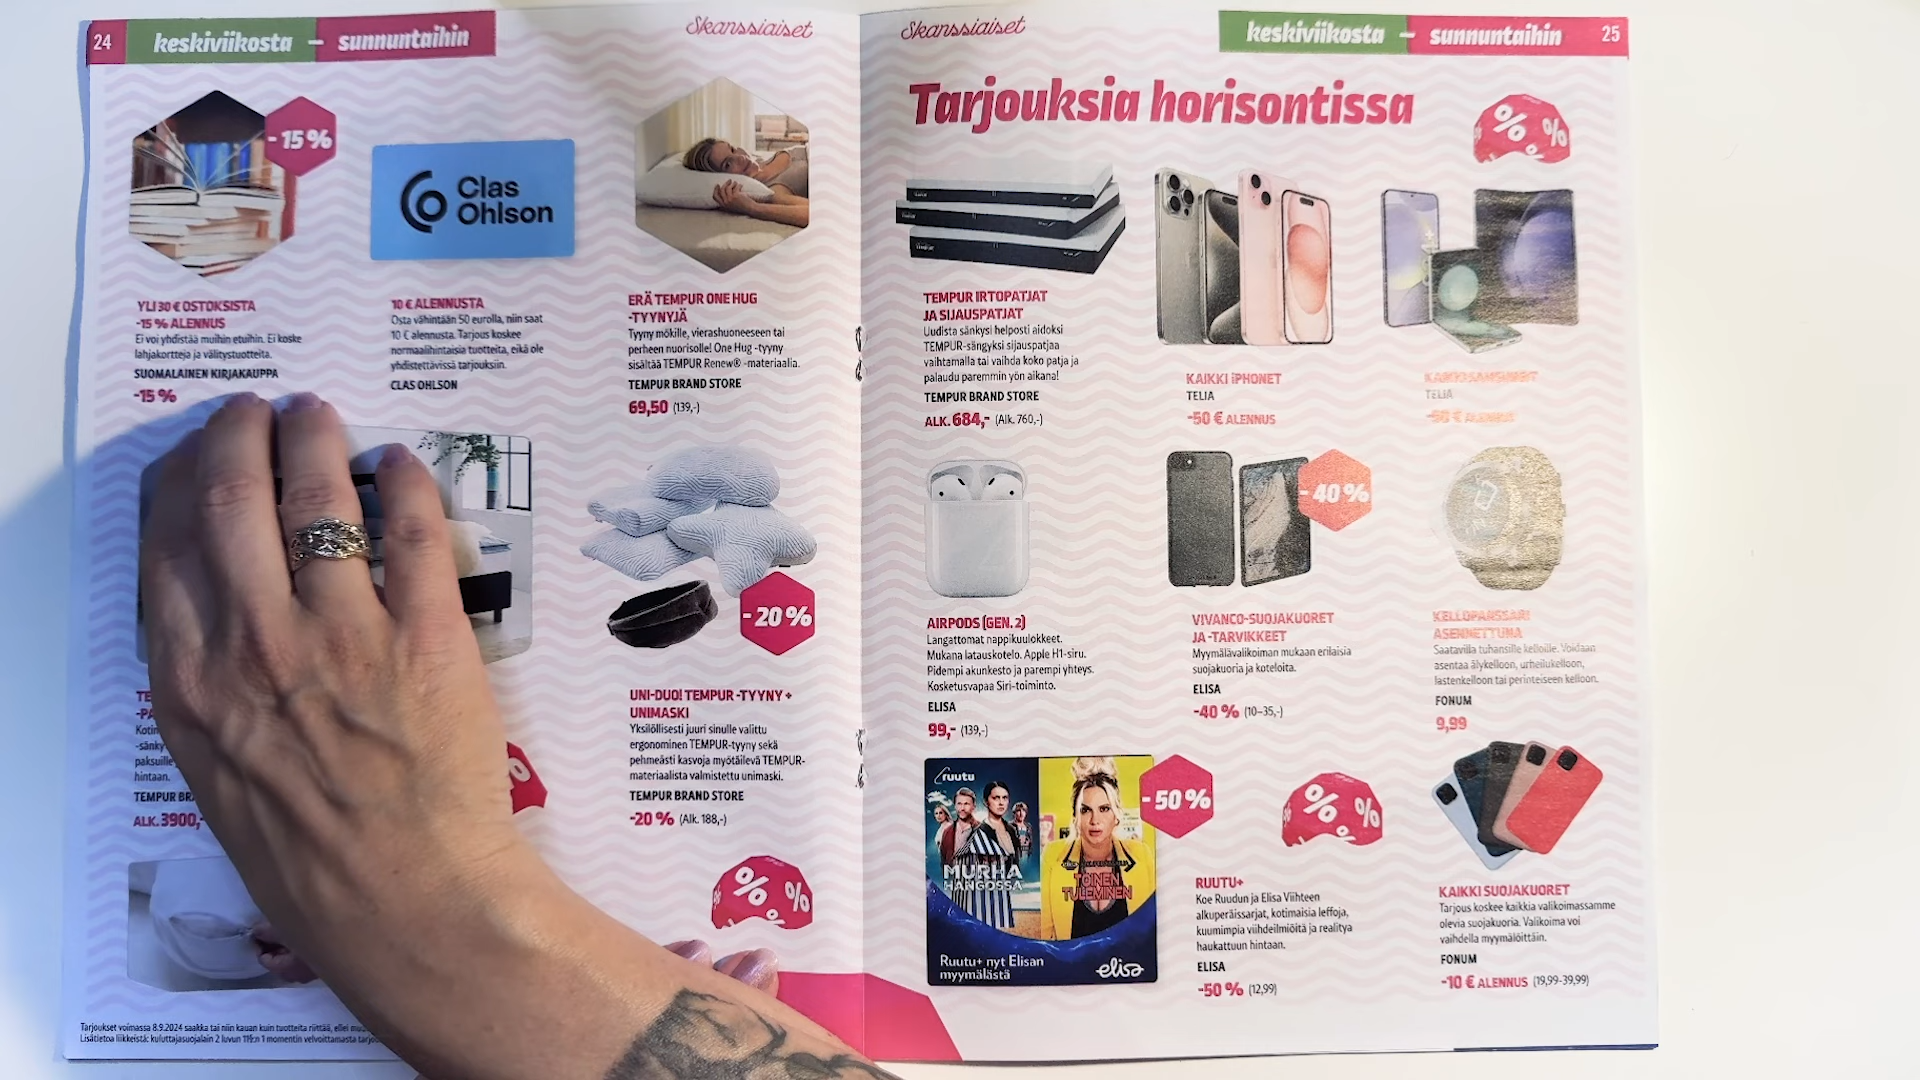 24
keskiviikosta – sunnuntaihin
Skanssiaiset
- 15 %
Clas
Ohlson
YLI 30 € OSTOKSISTA
-15 % ALENNUS
Ei voi yhdistää muihin etuihin. Ei koske
lahjakortteja ja välitystuotteita.
SUOMALAINEN KIRJAKAUPPA
-15 %
10 € ALENNUSTA
Osta vähintään 50 eurolla, niin saat
10 € alennusta. Tarjous koskee
normaalihintaisia tuotteita, eikä ole
yhdistettävissä tarjouksiin.
CLAS OHLSON
ERÄ TEMPUR ONE HUG
-TYYNYJÄ
Tyyny mökille, vierashuoneeseen tai
perheen nuorisolle! One Hug -tyyny
sisältää TEMPUR Renew® -materiaalia.
TEMPUR BRAND STORE
69,50 (139,-)
Kotin
-sänky
paksuille
hintaan.
TEMPUR BR
ALK. 3900,-
- 20 %
UNI-DUO! TEMPUR -TYYNY +
UNIMASKI
Yksilöllisesti juuri sinulle valittu
ergonominen TEMPUR-tyyny sekä
pehmeästi kasvoja myötäilevä TEMPUR-
materiaalista valmistettu unimaski.
TEMPUR BRAND STORE
-20 % (Alk. 188,-)
% %
Tarjoukset voimassa 8.9.2024 saakka tai niin kauan kuin tuotteita riittää, ellei
Lisätietoa liikkeistä: kuluttajasuojalain 2 luvun 11§:n 1 momentin velvoittamasta
Skanssiaiset
keskiviikosta – sunnuntaihin
25
Tarjouksia horisontissa
% %
TEMPUR IRTOPATJAT
JA SIJAUSPATJAT
Uudista sänkysi helposti aidoksi
TEMPUR-sängyksi sijauspatjaa
vaihtamalla tai vaihda koko patja ja
palaudu paremmin yön aikana!
TEMPUR BRAND STORE
ALK. 684,- (Alk. 760,-)
KAIKKI iPHONET
TELIA
-50 € ALENNUS
TELIA
-50 € ALENNUS
AIRPODS (GEN. 2)
Langattomat nappikuulokkeet.
Mukana latauskotelo. Apple H1-siru.
Pidempi akunkesto ja parempi yhteys.
Kosketusvapaa Siri-toiminto.
ELISA
99,- (139,-)
- 40 %
VIVANCO-SUOJAKUORET
JA -TARVIKKEET
Myymälävalikoiman mukaan erilaisia
suojakuoria ja koteloita.
ELISA
-40 % (10–35,-)
KELLOPANSSARI
ASENNETTUNA
Saatavilla tuhansille kelloille. Voidaan
asentaa älykelloon, urheilukelloon,
lastenkelloon tai perinteiseen kelloon.
FONUM
9,99
ruutu
MURHA
HANGOSSA
TOINEN
TULEMINEN
Ruutu+ nyt Elisan
myymälästä
elisa
- 50 %
% %
RUUTU+
Koe Ruudun ja Elisa Viihteen
alkuperäissarjat, kotimaisia leffoja,
kuumimpia viihdeilmiöitä ja realitya
haukattuun hintaan.
ELISA
-50 % (12,99)
KAIKKI SUOJAKUORET
Tarjous koskee kaikkia valikoimassamme
olevia suojakuoria. Valikoima voi
vaihdella myymälöittäin.
FONUM
-10 € ALENNUS (19,99-39,99)